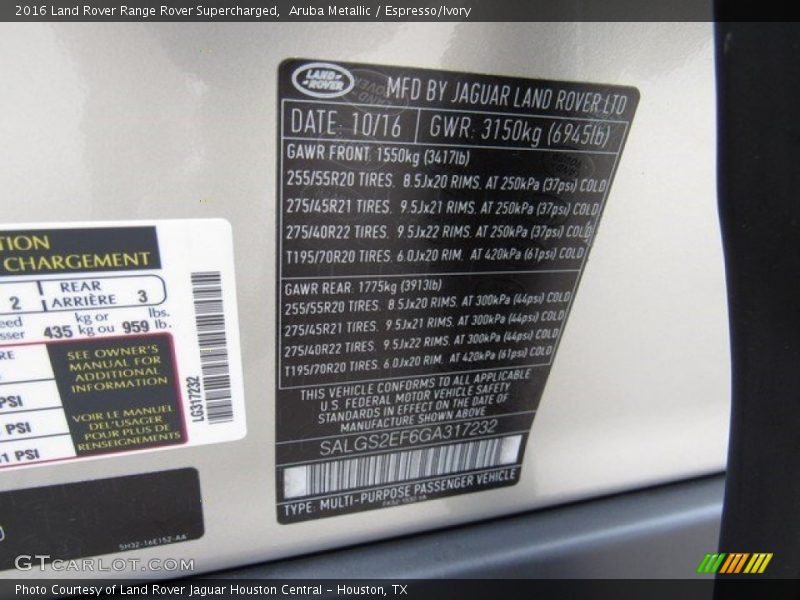 2016 Land Rover Range Rover Supercharged, Aruba Metallic / Espresso/Ivory
LAND ROVER
MFD BY JAGUAR LAND ROVER LTD
DATE: 10/16
GWR: 3150kg (6945lb)
GAWR FRONT: 1550kg (3417lb)
255/55R20 TIRES. 8.5Jx20 RIMS. AT 250kPa (37psi) COLD
275/45R21 TIRES. 9.5Jx21 RIMS. AT 250kPa (37psi) COLD
275/40R22 TIRES. 9.5Jx22 RIMS. AT 250kPa (37psi) COLD
T195/70R20 TIRES. 6.0Jx20 RIM. AT 420kPa (61psi) COLD
GAWR REAR: 1775kg (3913lb)
255/55R20 TIRES. 8.5Jx20 RIMS. AT 300kPa (44psi) COLD
275/45R21 TIRES. 9.5Jx21 RIMS. AT 300kPa (44psi) COLD
275/40R22 TIRES. 9.5Jx22 RIMS. AT 300kPa (44psi) COLD
T195/70R20 TIRES. 6.0Jx20 RIM. AT 420kPa (61psi) COLD
THIS VEHICLE CONFORMS TO ALL APPLICABLE
U.S. FEDERAL MOTOR VEHICLE SAFETY
STANDARDS IN EFFECT ON THE DATE OF
MANUFACTURE SHOWN ABOVE
SALGS2EF6GA317232
TYPE: MULTI-PURPOSE PASSENGER VEHICLE
TION
CHARGEMENT
2 REAR ARRIÈRE 3
435 kg or kg ou 959 lbs. lb.
SEE OWNER'S
MANUAL FOR
ADDITIONAL
INFORMATION
VOIR LE MANUEL
DE L'USAGER
POUR PLUS DE
RENSEIGNEMENTS
PSI
PSI
PSI
LG317232
5H32-16E152-AA
GTCARLOT.COM
Photo Courtesy of Land Rover Jaguar Houston Central - Houston, TX